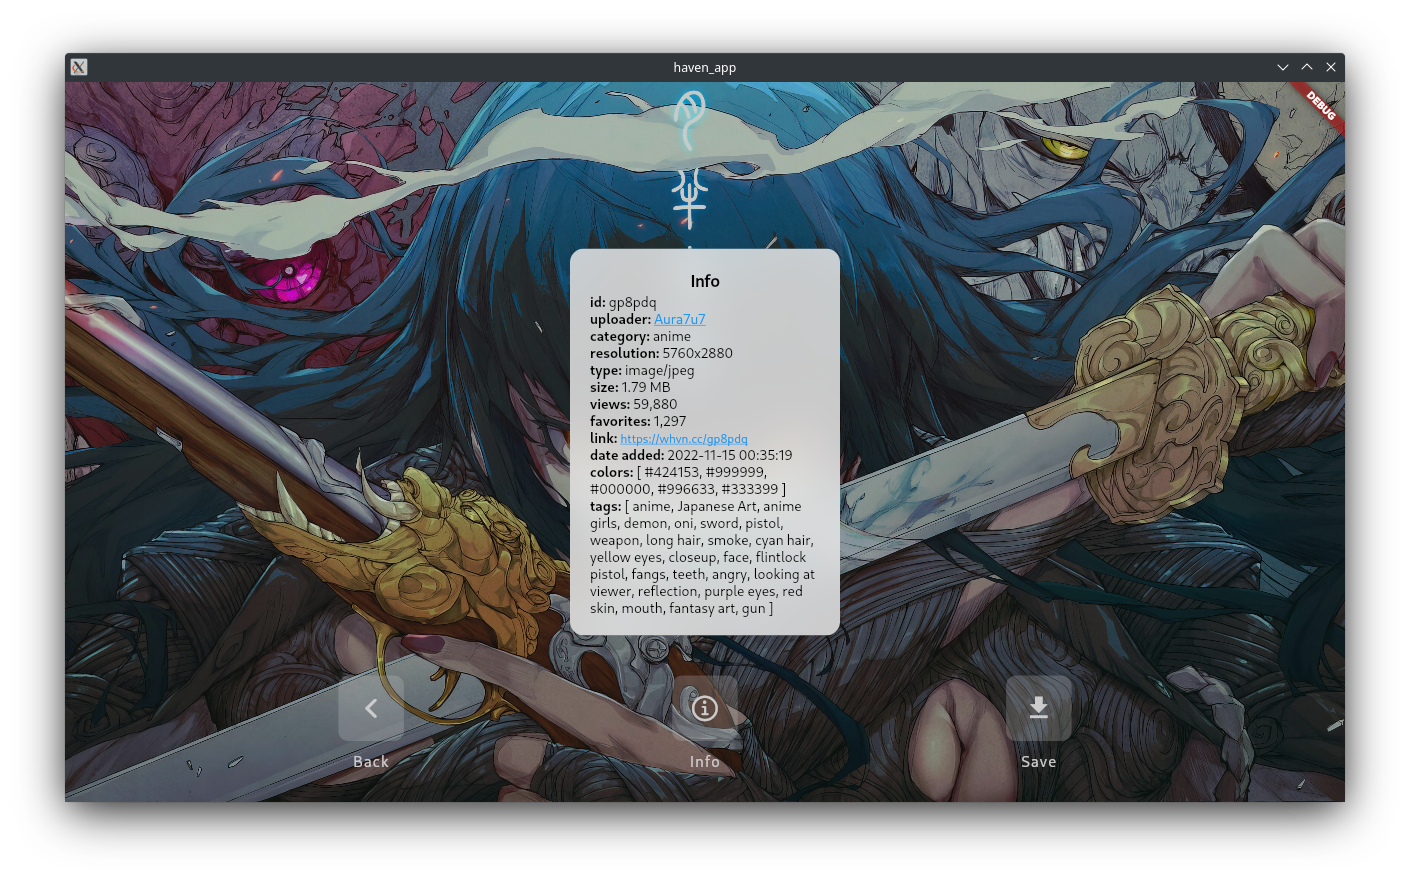 haven_app
DEBUG
Info
id: gp8pdq
uploader: Aura7u7
category: anime
resolution: 5760x2880
type: image/jpeg
size: 1.79 MB
views: 59,880
favorites: 1,297
link: https://whvn.cc/gp8pdq
date added: 2022-11-15 00:35:19
colors: [ #424153, #999999,
#000000, #996633, #333399 ]
tags: [ anime, Japanese Art, anime
girls, demon, oni, sword, pistol,
weapon, long hair, smoke, cyan hair,
yellow eyes, closeup, face, flintlock
pistol, fangs, teeth, angry, looking at
viewer, reflection, purple eyes, red
skin, mouth, fantasy art, gun ]
Back
Info
Save